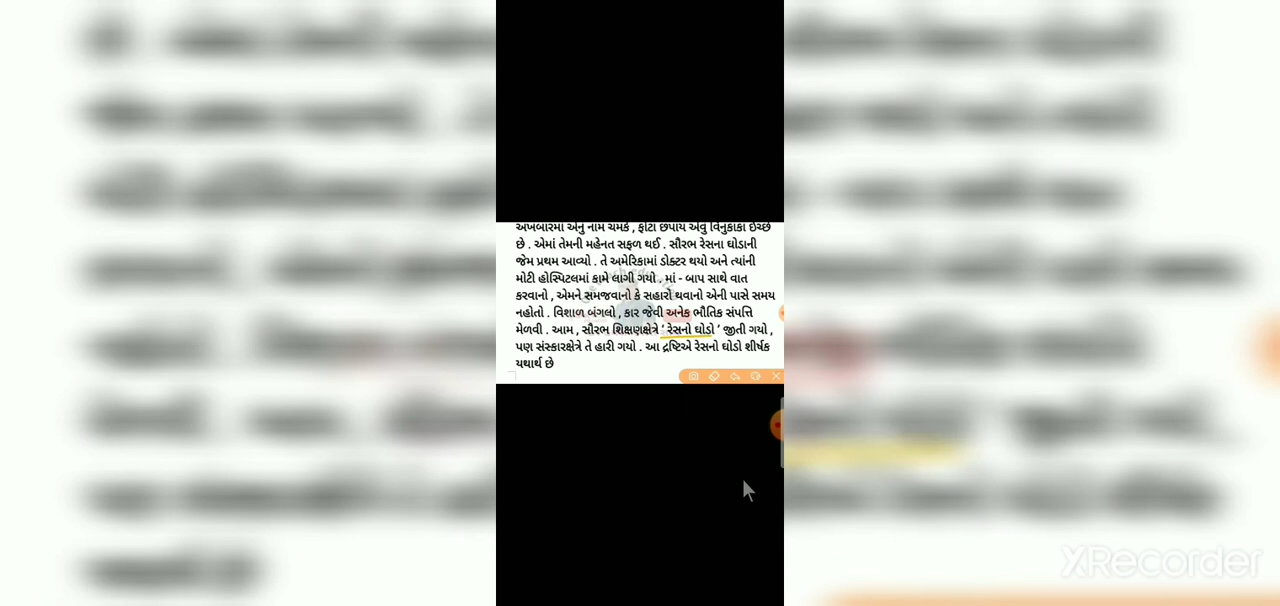 અખબારમાં એનું નામ ચમકે , ફોટા છપાય એવું વિનુકાકા ઇચ્છે
છે . એમાં તેમની મહેનત સફળ થઈ . સૌરભ રેસના ઘોડાની
જેમ પ્રથમ આવ્યો . તે અમેરિકામાં ડોક્ટર થયો અને ત્યાંની
મોટી હોસ્પિટલમાં કામે લાગી ગયો . માં - બાપ સાથે વાત
કરવાનો , એમને સમજવાનો કે સહારો થવાનો એની પાસે સમય
નહોતો . વિશાળ બંગલો , કાર જેવી અનેક ભૌતિક સંપત્તિ
મેળવી . આમ , સૌરભ શિક્ષણક્ષેત્રે ‘ રેસનો ઘોડો ’ જીતી ગયો ,
પણ સંસ્કારક્ષેત્રે તે હારી ગયો . આ દ્રષ્ટિએ રેસનો ઘોડો શીર્ષક
યથાર્થ છે
XRecorder